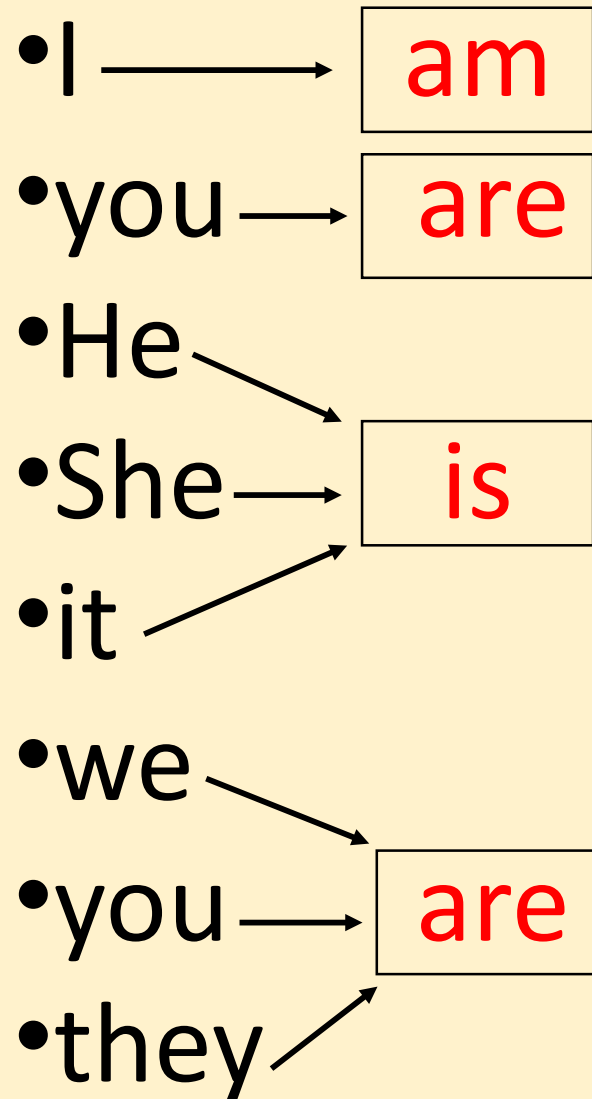 •I am
•you are
•He
•She is
•it
•we
•you are
•they